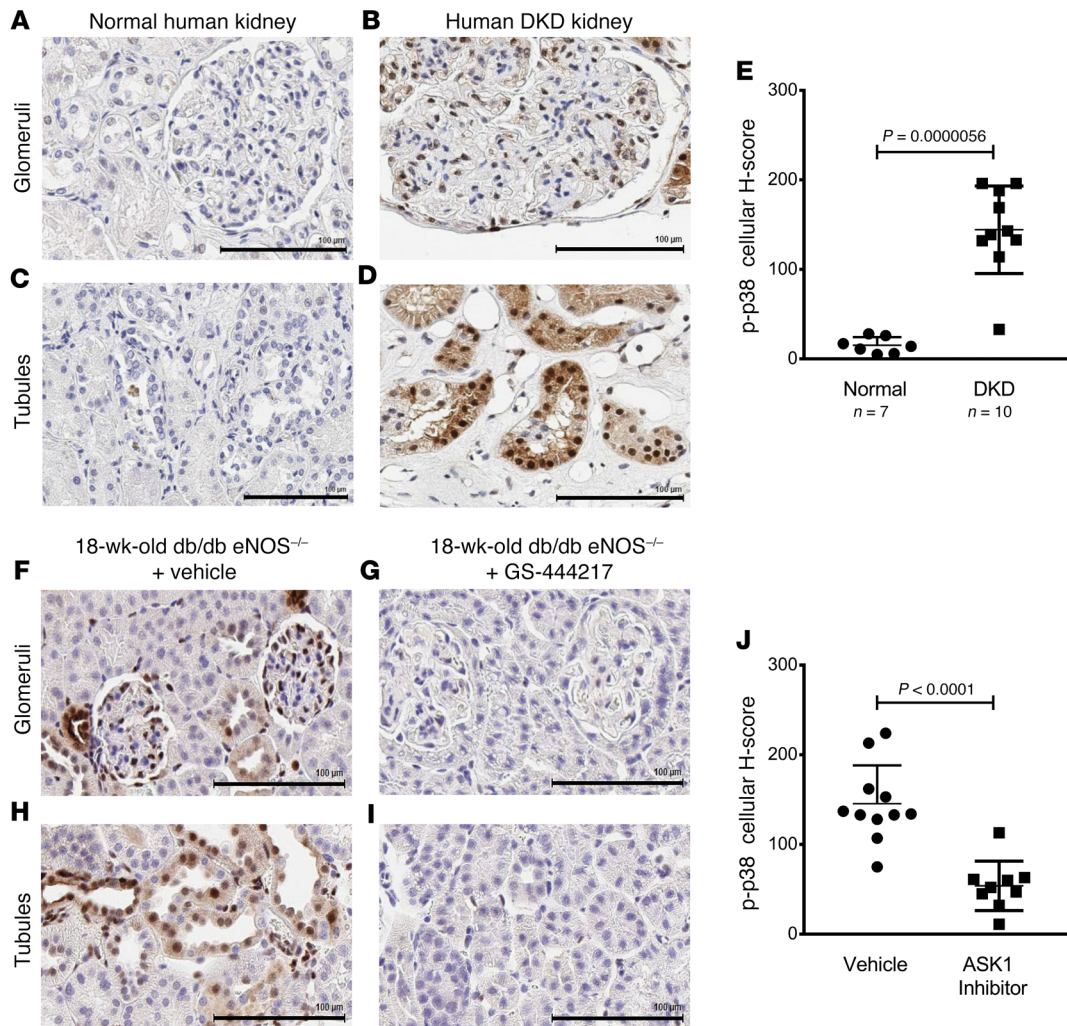 A
Normal human kidney
B
Human DKD kidney
Glomeruli
100 µm
100 µm
C
D
Tubules
100 µm
100 µm
E
300
200
100
0
p-p38 cellular H-score
P = 0.0000056
Normal
n = 7
DKD
n = 10
18-wk-old db/db eNOS–/–
+ vehicle
18-wk-old db/db eNOS–/–
+ GS-444217
F
G
Glomeruli
100 µm
100 µm
H
I
Tubules
100 µm
100 µm
J
300
200
100
0
p-p38 cellular H-score
P < 0.0001
Vehicle
ASK1
Inhibitor